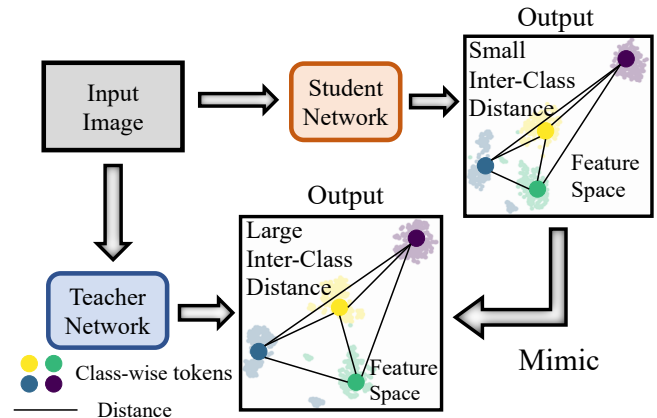 Output
Input
Image
Student
Network
Small
Inter-Class
Distance
Feature
Space
Output
Large
Inter-Class
Distance
Feature
Space
Teacher
Network
Mimic
Class-wise tokens
Distance